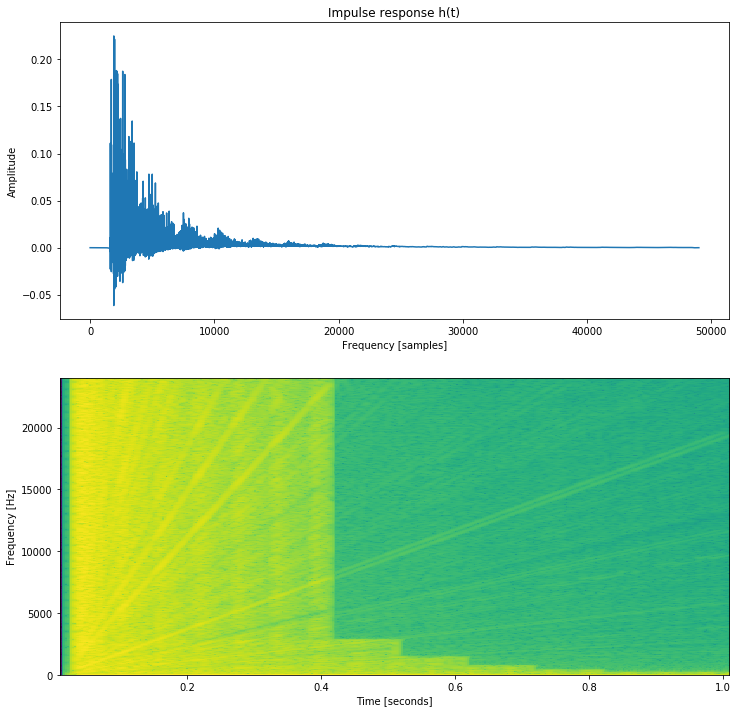 Impulse response h(t)
Amplitude
0.20
0.15
0.10
0.05
0.00
−0.05
0 10000 20000 30000 40000 50000
Frequency [samples]
Frequency [Hz]
20000
15000
10000
5000
0
0.2 0.4 0.6 0.8 1.0
Time [seconds]